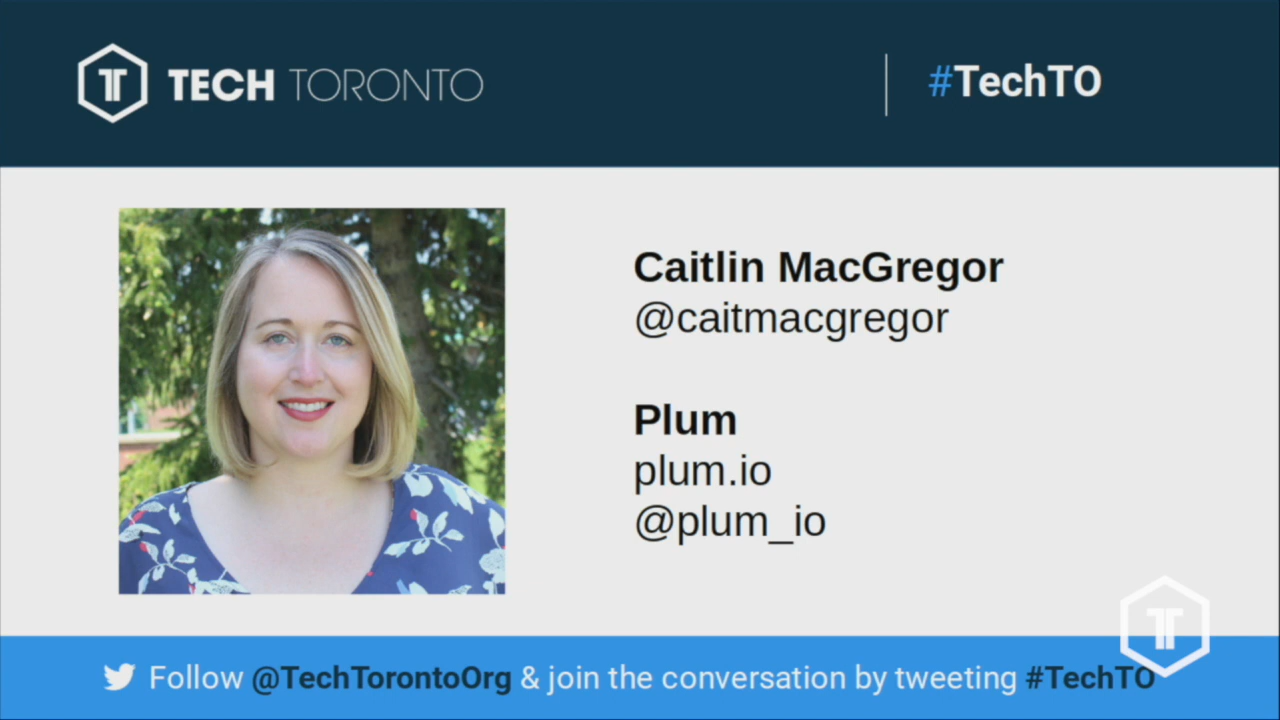 TECH TORONTO
#TechTO
Caitlin MacGregor
@caitmacgregor
Plum
plum.io
@plum_io
Follow @TechTorontoOrg & join the conversation by tweeting #TechTO